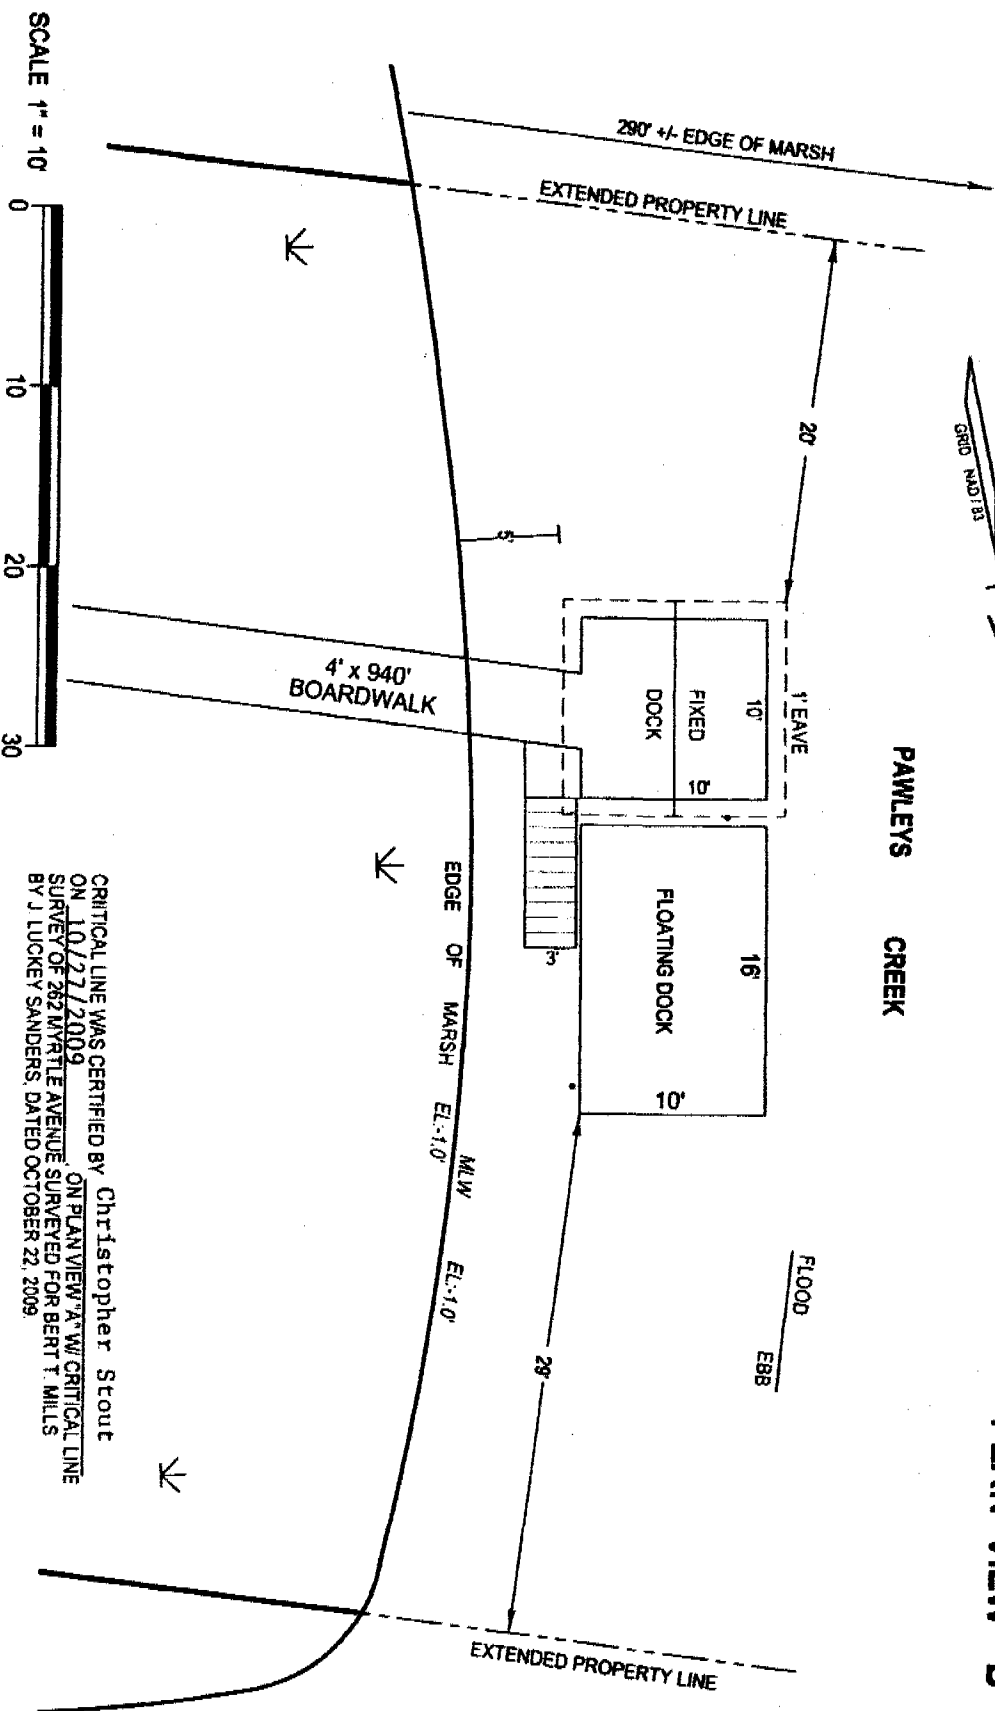 PLAN VIEW "B"
GRID NAD 83
PAWLEYS CREEK
FLOOD
EBB
290' +/- EDGE OF MARSH
EXTENDED PROPERTY LINE
20'
1' EAVE
10'
FIXED
DOCK
10'
16'
FLOATING DOCK
10'
5'
3'
29'
4' x 940'
BOARDWALK
EDGE OF MARSH EL:-1.0'
MLW EL:-1.0'
EXTENDED PROPERTY LINE
CRITICAL LINE WAS CERTIFIED BY Christopher Stout
ON 10/27/2009, ON PLAN VIEW "A" W/ CRITICAL LINE
SURVEY OF 262 MYRTLE AVENUE SURVEYED FOR BERT T. MILLS
BY J. LUCKEY SANDERS, DATED OCTOBER 22, 2009.
SCALE 1" = 10'
0 10 20 30